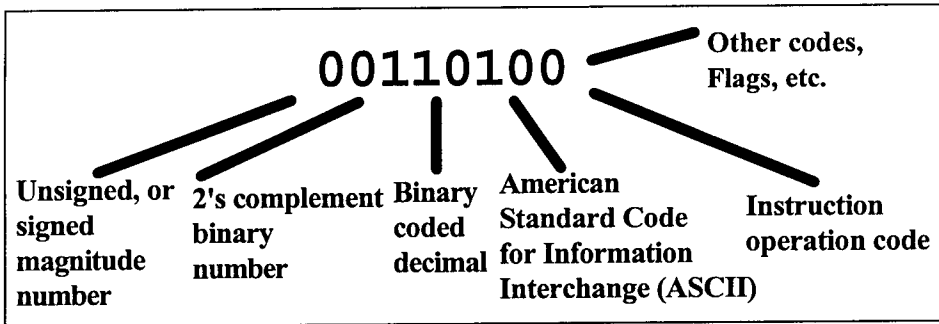 00110100
Other codes,
Flags, etc.
Unsigned, or
signed
magnitude
number
2's complement
binary
number
Binary
coded
decimal
American
Standard Code
for Information
Interchange (ASCII)
Instruction
operation code